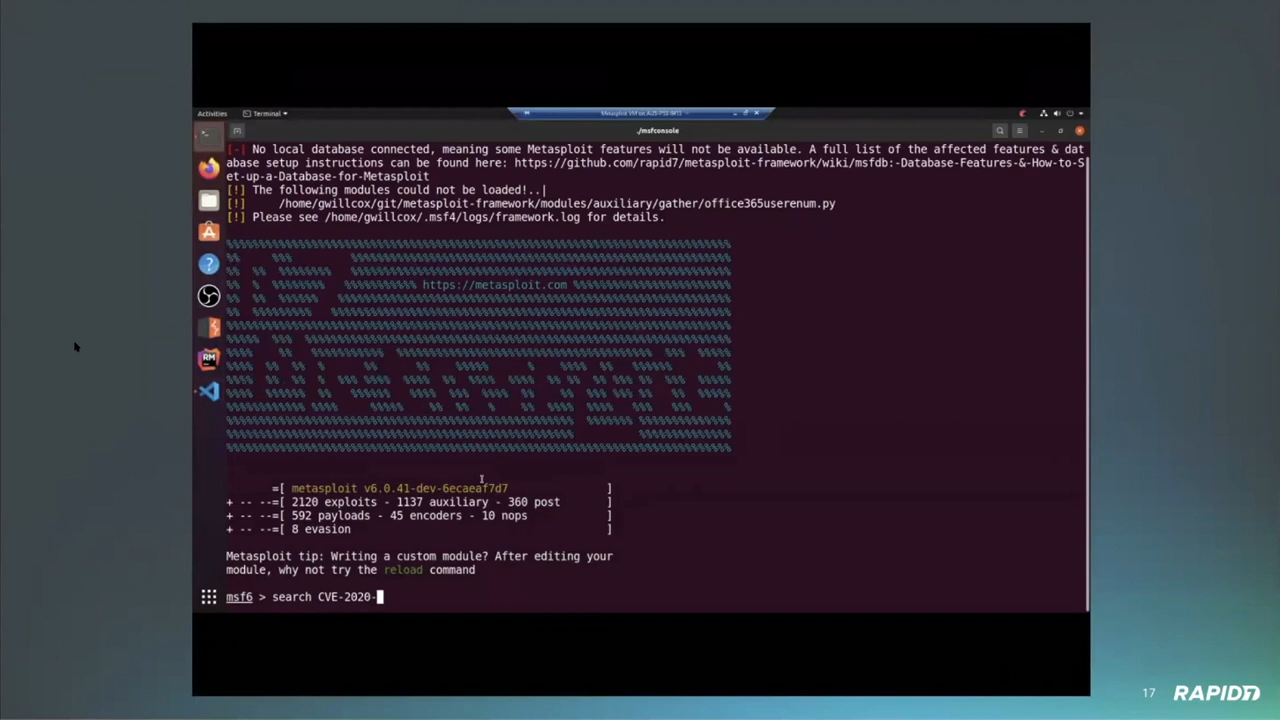 Activities
Terminal
./msfconsole
[-] No local database connected, meaning some Metasploit features will not be available. A full list of the affected features & dat
abase setup instructions can be found here: https://github.com/rapid7/metasploit-framework/wiki/msfdb:-Database-Features-&-How-to-S
et-up-a-Database-for-Metasploit
[!] The following modules could not be loaded!..|
[!]     /home/gwillcox/git/metasploit-framework/modules/auxiliary/gather/office365userenum.py
[!] Please see /home/gwillcox/.msf4/logs/framework.log for details.
https://metasploit.com
=[ metasploit v6.0.41-dev-6ecaeaf7d7 ]
+ -- --=[ 2120 exploits - 1137 auxiliary - 360 post ]
+ -- --=[ 592 payloads - 45 encoders - 10 nops ]
+ -- --=[ 8 evasion ]
Metasploit tip: Writing a custom module? After editing your
module, why not try the reload command
msf6 > search CVE-2020-
17 RAPID7